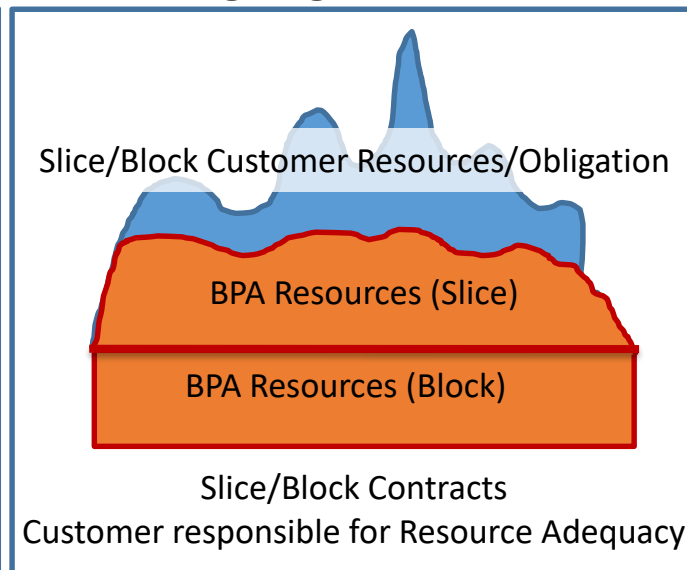 Slice/Block Customer Resources/Obligation
BPA Resources (Slice)
BPA Resources (Block)
Slice/Block Contracts
Customer responsible for Resource Adequacy